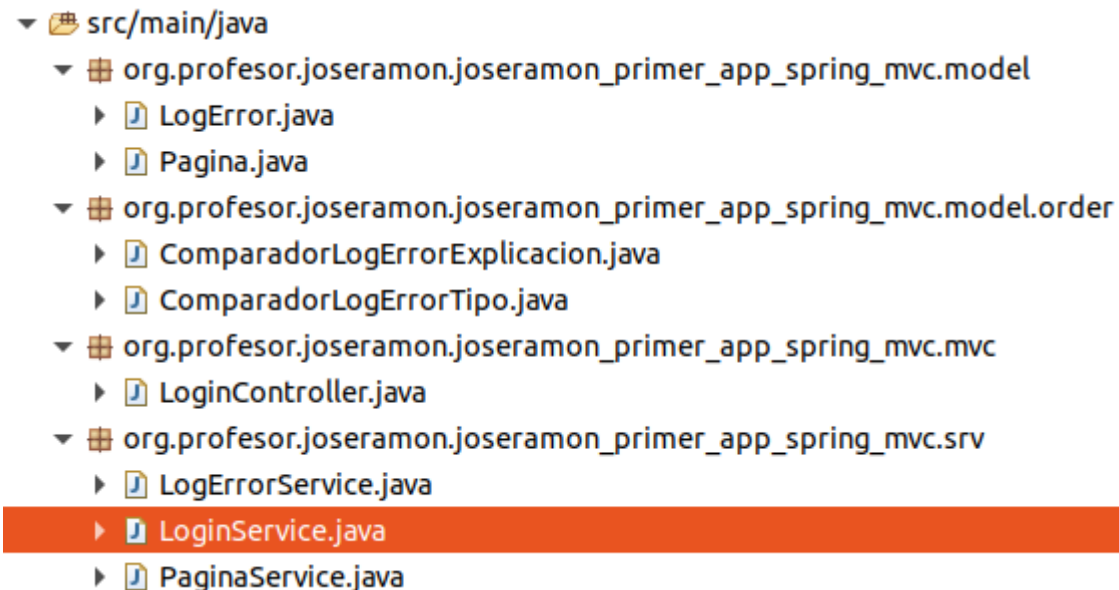 src/main/java
org.profesor.joseramon.joseramon_primer_app_spring_mvc.model
LogError.java
Pagina.java
org.profesor.joseramon.joseramon_primer_app_spring_mvc.model.order
ComparadorLogErrorExplicacion.java
ComparadorLogErrorTipo.java
org.profesor.joseramon.joseramon_primer_app_spring_mvc.mvc
LoginController.java
org.profesor.joseramon.joseramon_primer_app_spring_mvc.srv
LogErrorService.java
LoginService.java
PaginaService.java